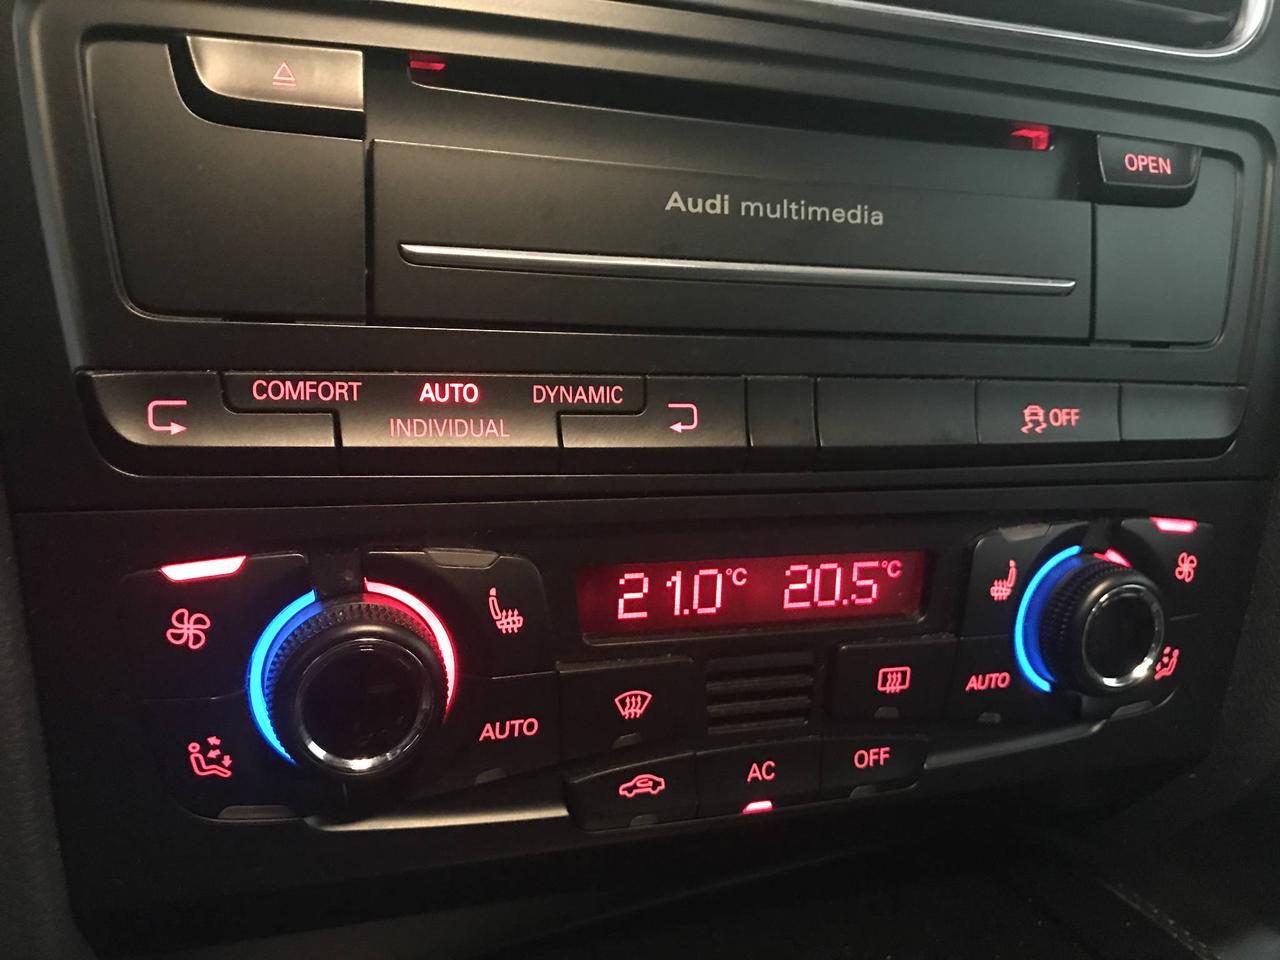 OPEN
Audi multimedia
COMFORT AUTO DYNAMIC
INDIVIDUAL
OFF
21.0°C 20.5°C
AUTO
AUTO
AC
OFF